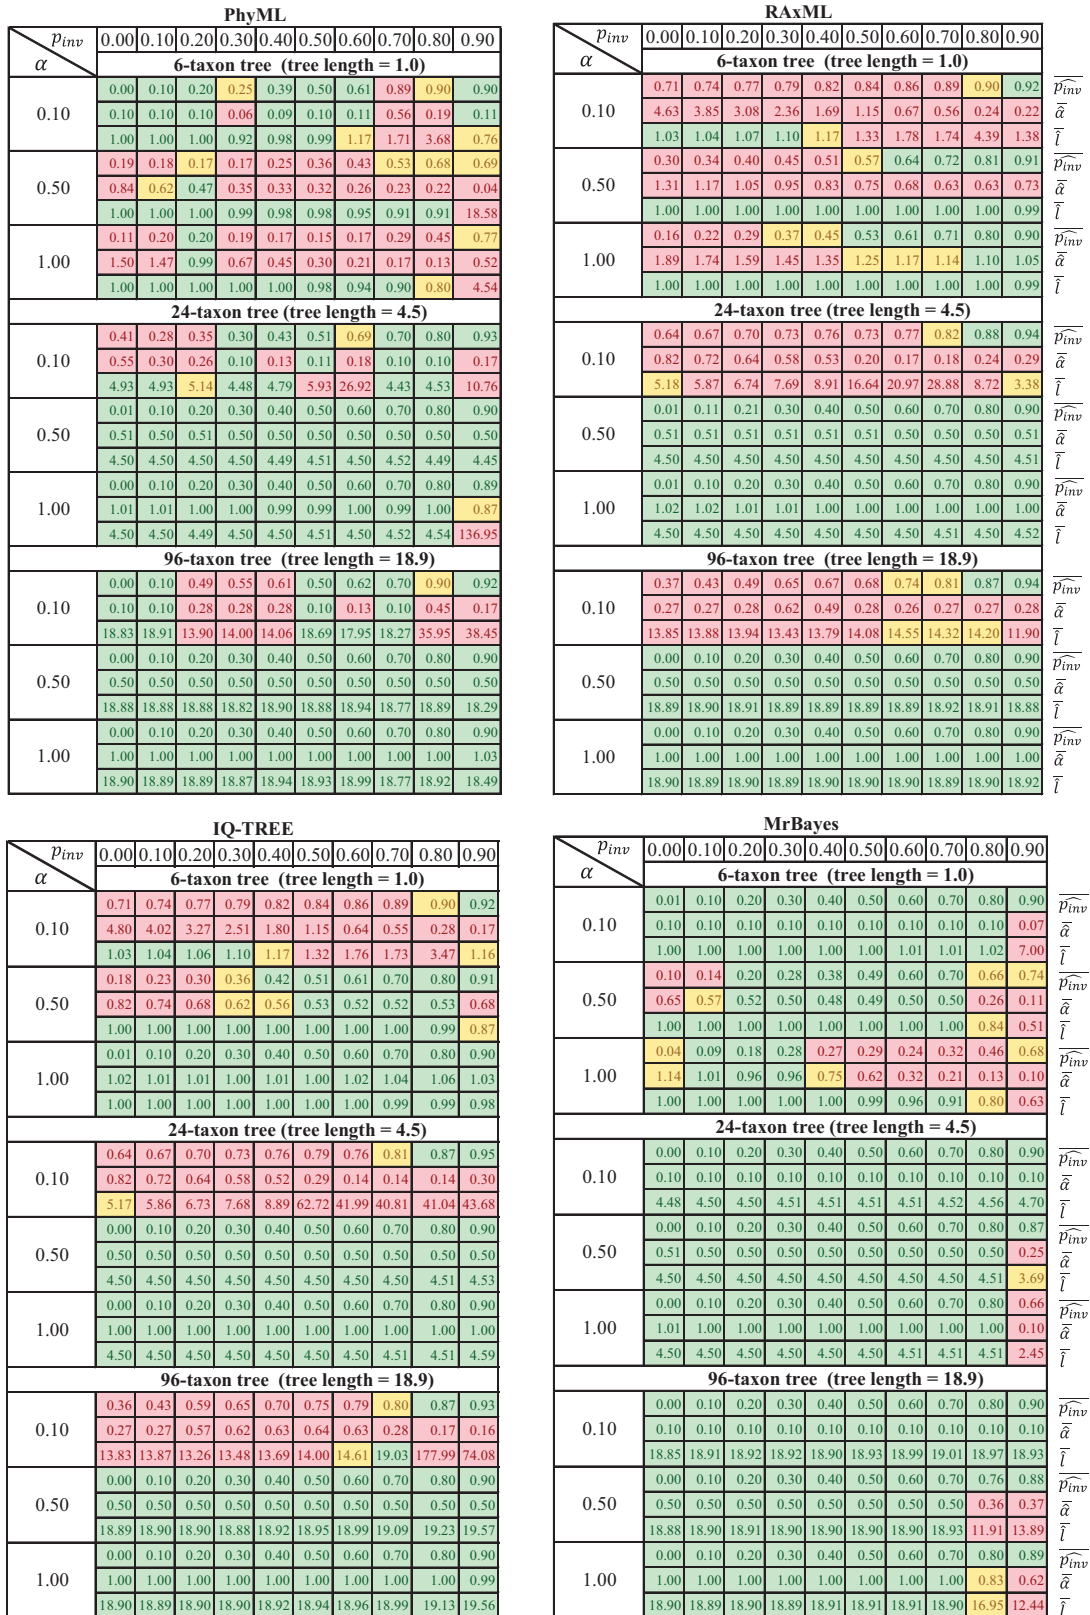 PhyML
p_inv 0.00 0.10 0.20 0.30 0.40 0.50 0.60 0.70 0.80 0.90
α 6-taxon tree (tree length = 1.0)
0.00 0.10 0.20 0.25 0.39 0.50 0.61 0.89 0.90 0.90
0.10 0.10 0.10 0.10 0.06 0.09 0.10 0.11 0.56 0.19 0.11
1.00 1.00 1.00 0.92 0.98 0.99 1.17 1.71 3.68 0.76
0.19 0.18 0.17 0.17 0.25 0.36 0.43 0.53 0.68 0.69
0.50 0.84 0.62 0.47 0.35 0.33 0.32 0.26 0.23 0.22 0.04
1.00 1.00 1.00 0.99 0.98 0.98 0.95 0.91 0.91 18.58
0.11 0.20 0.20 0.19 0.17 0.15 0.17 0.29 0.45 0.77
1.00 1.50 1.47 0.99 0.67 0.45 0.30 0.21 0.17 0.13 0.52
1.00 1.00 1.00 1.00 1.00 0.98 0.94 0.90 0.80 4.54
24-taxon tree (tree length = 4.5)
0.41 0.28 0.35 0.30 0.43 0.51 0.69 0.70 0.80 0.93
0.10 0.55 0.30 0.26 0.10 0.13 0.11 0.18 0.10 0.10 0.17
4.93 4.93 5.14 4.48 4.79 5.93 26.92 4.43 4.53 10.76
0.01 0.10 0.20 0.30 0.40 0.50 0.60 0.70 0.80 0.90
0.50 0.51 0.50 0.51 0.50 0.50 0.50 0.50 0.50 0.50 0.50
4.50 4.50 4.50 4.50 4.49 4.51 4.50 4.52 4.49 4.45
0.00 0.10 0.20 0.30 0.40 0.50 0.60 0.70 0.80 0.89
1.00 1.01 1.01 1.00 1.00 0.99 0.99 1.00 0.99 1.00 0.87
4.50 4.50 4.49 4.50 4.50 4.51 4.50 4.52 4.54 136.95
96-taxon tree (tree length = 18.9)
0.00 0.10 0.49 0.55 0.61 0.50 0.62 0.70 0.90 0.92
0.10 0.10 0.10 0.28 0.28 0.28 0.10 0.13 0.10 0.45 0.17
18.83 18.91 13.90 14.00 14.06 18.69 17.95 18.27 35.95 38.45
0.00 0.10 0.20 0.30 0.40 0.50 0.60 0.70 0.80 0.90
0.50 0.50 0.50 0.50 0.50 0.50 0.50 0.50 0.50 0.50 0.50
18.88 18.88 18.88 18.82 18.90 18.88 18.94 18.77 18.89 18.29
0.00 0.10 0.20 0.30 0.40 0.50 0.60 0.70 0.80 0.90
1.00 1.00 1.00 1.00 1.00 1.00 1.00 1.00 1.00 1.00 1.03
18.90 18.89 18.89 18.87 18.94 18.93 18.99 18.77 18.92 18.49
RAxML
p_inv 0.00 0.10 0.20 0.30 0.40 0.50 0.60 0.70 0.80 0.90
α 6-taxon tree (tree length = 1.0)
0.71 0.74 0.77 0.79 0.82 0.84 0.86 0.89 0.90 0.92 p̂_inv
0.10 4.63 3.85 3.08 2.36 1.69 1.15 0.67 0.56 0.24 0.22 α̂
1.03 1.04 1.07 1.10 1.17 1.33 1.78 1.74 4.39 1.38 l̂
0.30 0.34 0.40 0.45 0.51 0.57 0.64 0.72 0.81 0.91 p̂_inv
0.50 1.31 1.17 1.05 0.95 0.83 0.75 0.68 0.63 0.63 0.73 α̂
1.00 1.00 1.00 1.00 1.00 1.00 1.00 1.00 1.00 0.99 l̂
0.16 0.22 0.29 0.37 0.45 0.53 0.61 0.71 0.80 0.90 p̂_inv
1.00 1.89 1.74 1.59 1.45 1.35 1.25 1.17 1.14 1.10 1.05 α̂
1.00 1.00 1.00 1.00 1.00 1.00 1.00 1.00 1.00 0.99 l̂
24-taxon tree (tree length = 4.5)
0.64 0.67 0.70 0.73 0.76 0.73 0.77 0.82 0.88 0.94 p̂_inv
0.10 0.82 0.72 0.64 0.58 0.53 0.20 0.17 0.18 0.24 0.29 α̂
5.18 5.87 6.74 7.69 8.91 16.64 20.97 28.88 8.72 3.38 l̂
0.01 0.11 0.21 0.30 0.40 0.50 0.60 0.70 0.80 0.90 p̂_inv
0.50 0.51 0.51 0.51 0.51 0.51 0.51 0.50 0.50 0.50 0.51 α̂
4.50 4.50 4.50 4.50 4.50 4.50 4.50 4.50 4.50 4.51 l̂
0.01 0.10 0.20 0.30 0.40 0.50 0.60 0.70 0.80 0.90 p̂_inv
1.00 1.02 1.02 1.01 1.01 1.00 1.00 1.00 1.00 1.00 1.00 α̂
4.50 4.50 4.50 4.50 4.50 4.50 4.50 4.51 4.50 4.52 l̂
96-taxon tree (tree length = 18.9)
0.37 0.43 0.49 0.65 0.67 0.68 0.74 0.81 0.87 0.94 p̂_inv
0.10 0.27 0.27 0.28 0.62 0.49 0.28 0.26 0.27 0.27 0.28 α̂
13.85 13.88 13.94 13.43 13.79 14.08 14.55 14.32 14.20 11.90 l̂
0.00 0.10 0.20 0.30 0.40 0.50 0.60 0.70 0.80 0.90 p̂_inv
0.50 0.50 0.50 0.50 0.50 0.50 0.50 0.50 0.50 0.50 0.50 α̂
18.89 18.90 18.91 18.89 18.89 18.89 18.89 18.92 18.91 18.88 l̂
0.00 0.10 0.20 0.30 0.40 0.50 0.60 0.70 0.80 0.90 p̂_inv
1.00 1.00 1.00 1.00 1.00 1.00 1.00 1.00 1.00 1.00 1.00 α̂
18.90 18.89 18.90 18.89 18.90 18.90 18.90 18.89 18.90 18.92 l̂
IQ-TREE
p_inv 0.00 0.10 0.20 0.30 0.40 0.50 0.60 0.70 0.80 0.90
α 6-taxon tree (tree length = 1.0)
0.71 0.74 0.77 0.79 0.82 0.84 0.86 0.89 0.90 0.92
0.10 4.80 4.02 3.27 2.51 1.80 1.15 0.64 0.55 0.28 0.17
1.03 1.04 1.06 1.10 1.17 1.32 1.76 1.73 3.47 1.16
0.18 0.23 0.30 0.36 0.42 0.51 0.61 0.70 0.80 0.91
0.50 0.82 0.74 0.68 0.62 0.56 0.53 0.52 0.52 0.53 0.68
1.00 1.00 1.00 1.00 1.00 1.00 1.00 1.00 0.99 0.87
0.01 0.10 0.20 0.30 0.40 0.50 0.60 0.70 0.80 0.90
1.00 1.02 1.01 1.01 1.00 1.01 1.00 1.02 1.04 1.06 1.03
1.00 1.00 1.00 1.00 1.00 1.00 1.00 0.99 0.99 0.98
24-taxon tree (tree length = 4.5)
0.64 0.67 0.70 0.73 0.76 0.79 0.76 0.81 0.87 0.95
0.10 0.82 0.72 0.64 0.58 0.52 0.29 0.14 0.14 0.14 0.30
5.17 5.86 6.73 7.68 8.89 62.72 41.99 40.81 41.04 43.68
0.00 0.10 0.20 0.30 0.40 0.50 0.60 0.70 0.80 0.90
0.50 0.50 0.50 0.50 0.50 0.50 0.50 0.50 0.50 0.50 0.50
4.50 4.50 4.50 4.50 4.50 4.50 4.50 4.50 4.51 4.53
0.00 0.10 0.20 0.30 0.40 0.50 0.60 0.70 0.80 0.90
1.00 1.00 1.00 1.00 1.00 1.00 1.00 1.00 1.00 1.00 1.00
4.50 4.50 4.50 4.50 4.50 4.50 4.50 4.51 4.51 4.59
96-taxon tree (tree length = 18.9)
0.36 0.43 0.59 0.65 0.70 0.75 0.79 0.80 0.87 0.93
0.10 0.27 0.27 0.57 0.62 0.63 0.64 0.63 0.28 0.17 0.16
13.83 13.87 13.26 13.48 13.69 14.00 14.61 19.03 177.99 74.08
0.00 0.10 0.20 0.30 0.40 0.50 0.60 0.70 0.80 0.90
0.50 0.50 0.50 0.50 0.50 0.50 0.50 0.50 0.50 0.50 0.50
18.89 18.90 18.90 18.88 18.92 18.95 18.99 19.09 19.23 19.57
0.00 0.10 0.20 0.30 0.40 0.50 0.60 0.70 0.80 0.90
1.00 1.00 1.00 1.00 1.00 1.00 1.00 1.00 1.00 1.00 0.99
18.90 18.89 18.90 18.90 18.92 18.94 18.96 18.99 19.13 19.56
MrBayes
p_inv 0.00 0.10 0.20 0.30 0.40 0.50 0.60 0.70 0.80 0.90
α 6-taxon tree (tree length = 1.0)
0.01 0.10 0.20 0.30 0.40 0.50 0.60 0.70 0.80 0.90 p̂_inv
0.10 0.10 0.10 0.10 0.10 0.10 0.10 0.10 0.10 0.10 0.07 α̂
1.00 1.00 1.00 1.00 1.00 1.00 1.01 1.01 1.02 7.00 l̂
0.10 0.14 0.20 0.28 0.38 0.49 0.60 0.70 0.66 0.74 p̂_inv
0.50 0.65 0.57 0.52 0.50 0.48 0.49 0.50 0.50 0.26 0.11 α̂
1.00 1.00 1.00 1.00 1.00 1.00 1.00 1.00 0.84 0.51 l̂
0.04 0.09 0.18 0.28 0.27 0.29 0.24 0.32 0.46 0.68 p̂_inv
1.00 1.14 1.01 0.96 0.96 0.75 0.62 0.32 0.21 0.13 0.10 α̂
1.00 1.00 1.00 1.00 1.00 0.99 0.96 0.91 0.80 0.63 l̂
24-taxon tree (tree length = 4.5)
0.00 0.10 0.20 0.30 0.40 0.50 0.60 0.70 0.80 0.90 p̂_inv
0.10 0.10 0.10 0.10 0.10 0.10 0.10 0.10 0.10 0.10 0.10 α̂
4.48 4.50 4.50 4.51 4.51 4.51 4.51 4.52 4.56 4.70 l̂
0.00 0.10 0.20 0.30 0.40 0.50 0.60 0.70 0.80 0.87 p̂_inv
0.50 0.51 0.50 0.50 0.50 0.50 0.50 0.50 0.50 0.50 0.25 α̂
4.50 4.50 4.50 4.50 4.50 4.50 4.50 4.50 4.51 3.69 l̂
0.00 0.10 0.20 0.30 0.40 0.50 0.60 0.70 0.80 0.66 p̂_inv
1.00 1.01 1.00 1.00 1.00 1.00 1.00 1.00 1.00 1.00 0.10 α̂
4.50 4.50 4.50 4.50 4.50 4.50 4.51 4.51 4.51 2.45 l̂
96-taxon tree (tree length = 18.9)
0.00 0.10 0.20 0.30 0.40 0.50 0.60 0.70 0.80 0.90 p̂_inv
0.10 0.10 0.10 0.10 0.10 0.10 0.10 0.10 0.10 0.10 0.10 α̂
18.85 18.91 18.92 18.92 18.90 18.93 18.99 19.01 18.97 18.93 l̂
0.00 0.10 0.20 0.30 0.40 0.50 0.60 0.70 0.76 0.88 p̂_inv
0.50 0.50 0.50 0.50 0.50 0.50 0.50 0.50 0.50 0.36 0.37 α̂
18.88 18.90 18.91 18.90 18.90 18.90 18.90 18.93 11.91 13.89 l̂
0.00 0.10 0.20 0.30 0.40 0.50 0.60 0.70 0.80 0.89 p̂_inv
1.00 1.00 1.00 1.00 1.00 1.00 1.00 1.00 1.00 0.83 0.62 α̂
18.90 18.89 18.90 18.89 18.91 18.90 18.91 18.90 16.95 12.44 l̂